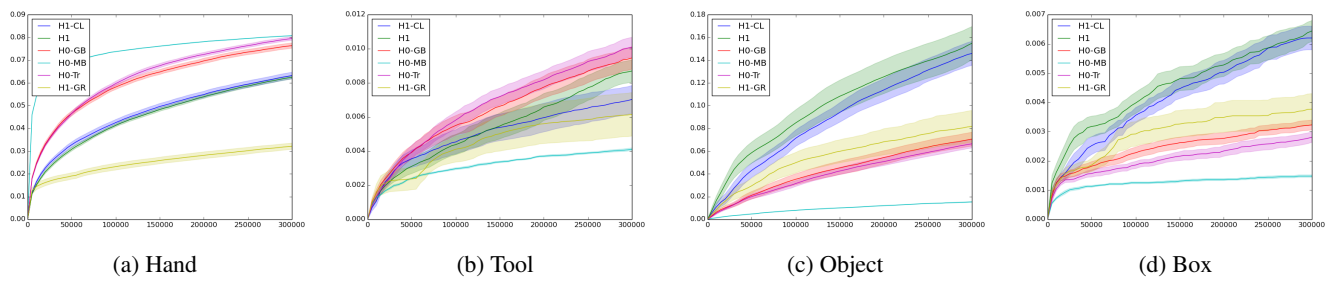 0.09
0.08
0.07
0.06
0.05
0.04
0.03
0.02
0.01
0.00
H1-CL
H1
H0-GB
H0-MB
H0-Tr
H1-GR
0 50000 100000 150000 200000 250000 300000
(a) Hand
0.012
0.010
0.008
0.006
0.004
0.002
0.000
H1-CL
H1
H0-GB
H0-MB
H0-Tr
H1-GR
0 50000 100000 150000 200000 250000 300000
(b) Tool
0.18
0.16
0.14
0.12
0.10
0.08
0.06
0.04
0.02
0.00
H1-CL
H1
H0-GB
H0-MB
H0-Tr
H1-GR
0 50000 100000 150000 200000 250000 300000
(c) Object
0.007
0.006
0.005
0.004
0.003
0.002
0.001
0.000
H1-CL
H1
H0-GB
H0-MB
H0-Tr
H1-GR
0 50000 100000 150000 200000 250000 300000
(d) Box